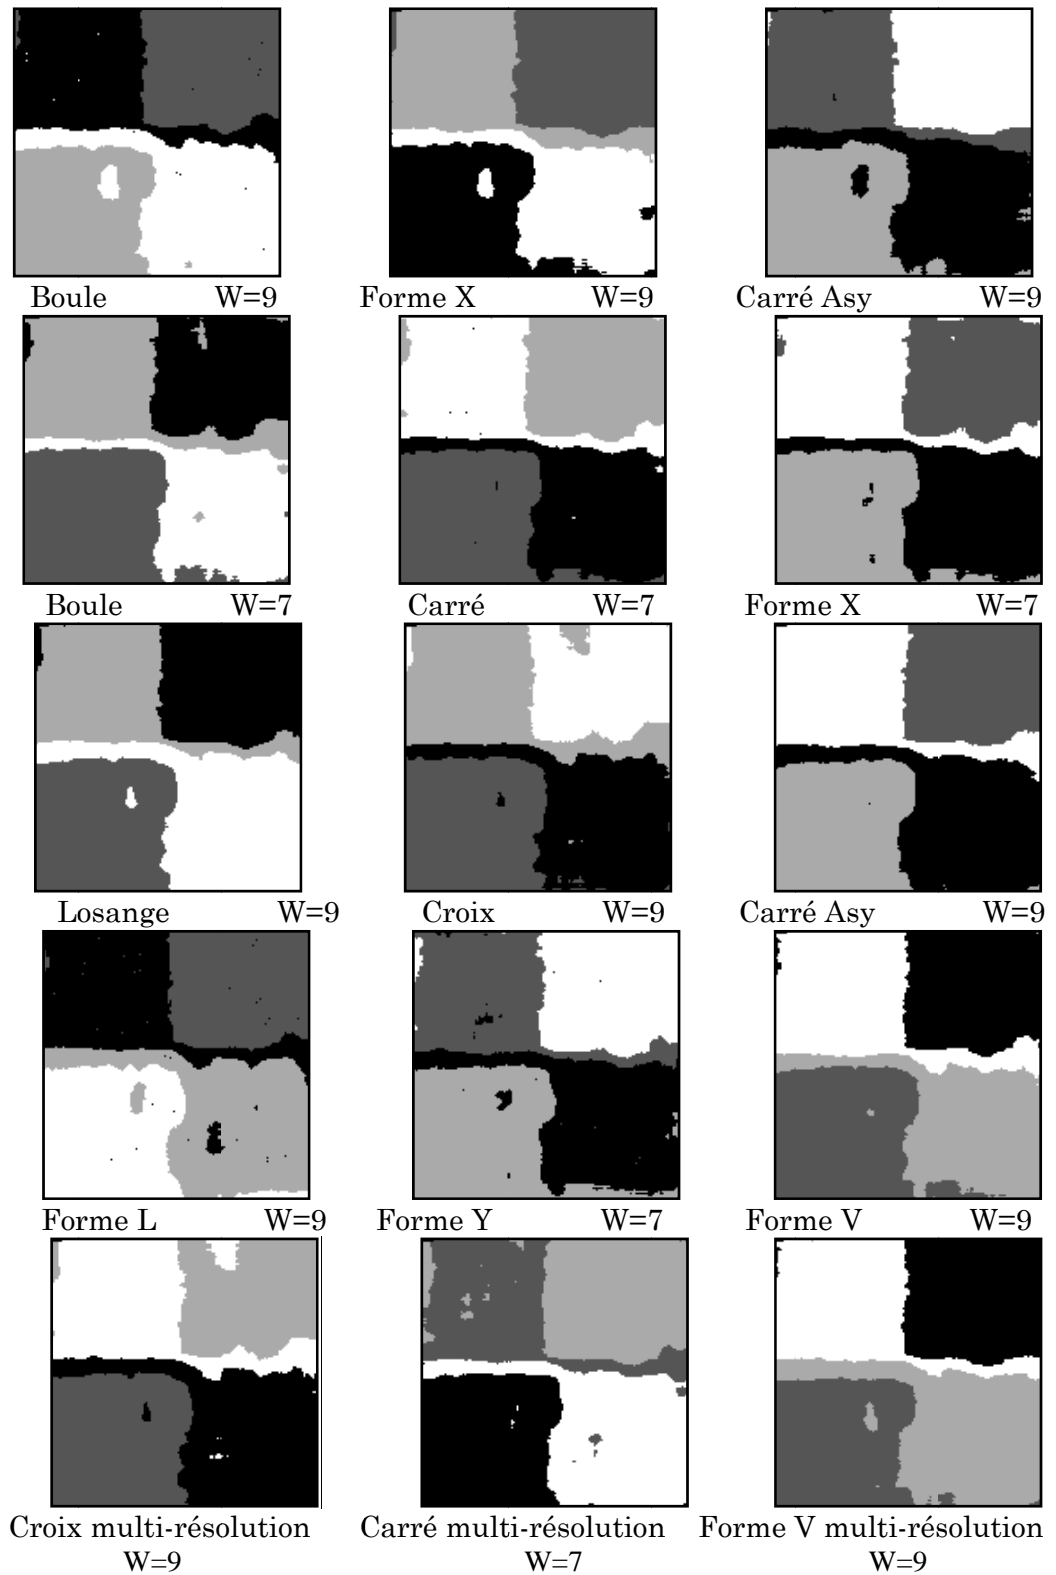 Boule W=9 Forme X W=9 Carré Asy W=9
Boule W=7 Carré W=7 Forme X W=7
Losange W=9 Croix W=9 Carré Asy W=9
Forme L W=9 Forme Y W=7 Forme V W=9
Croix multi-résolution Carré multi-résolution Forme V multi-résolution
W=9 W=7 W=9